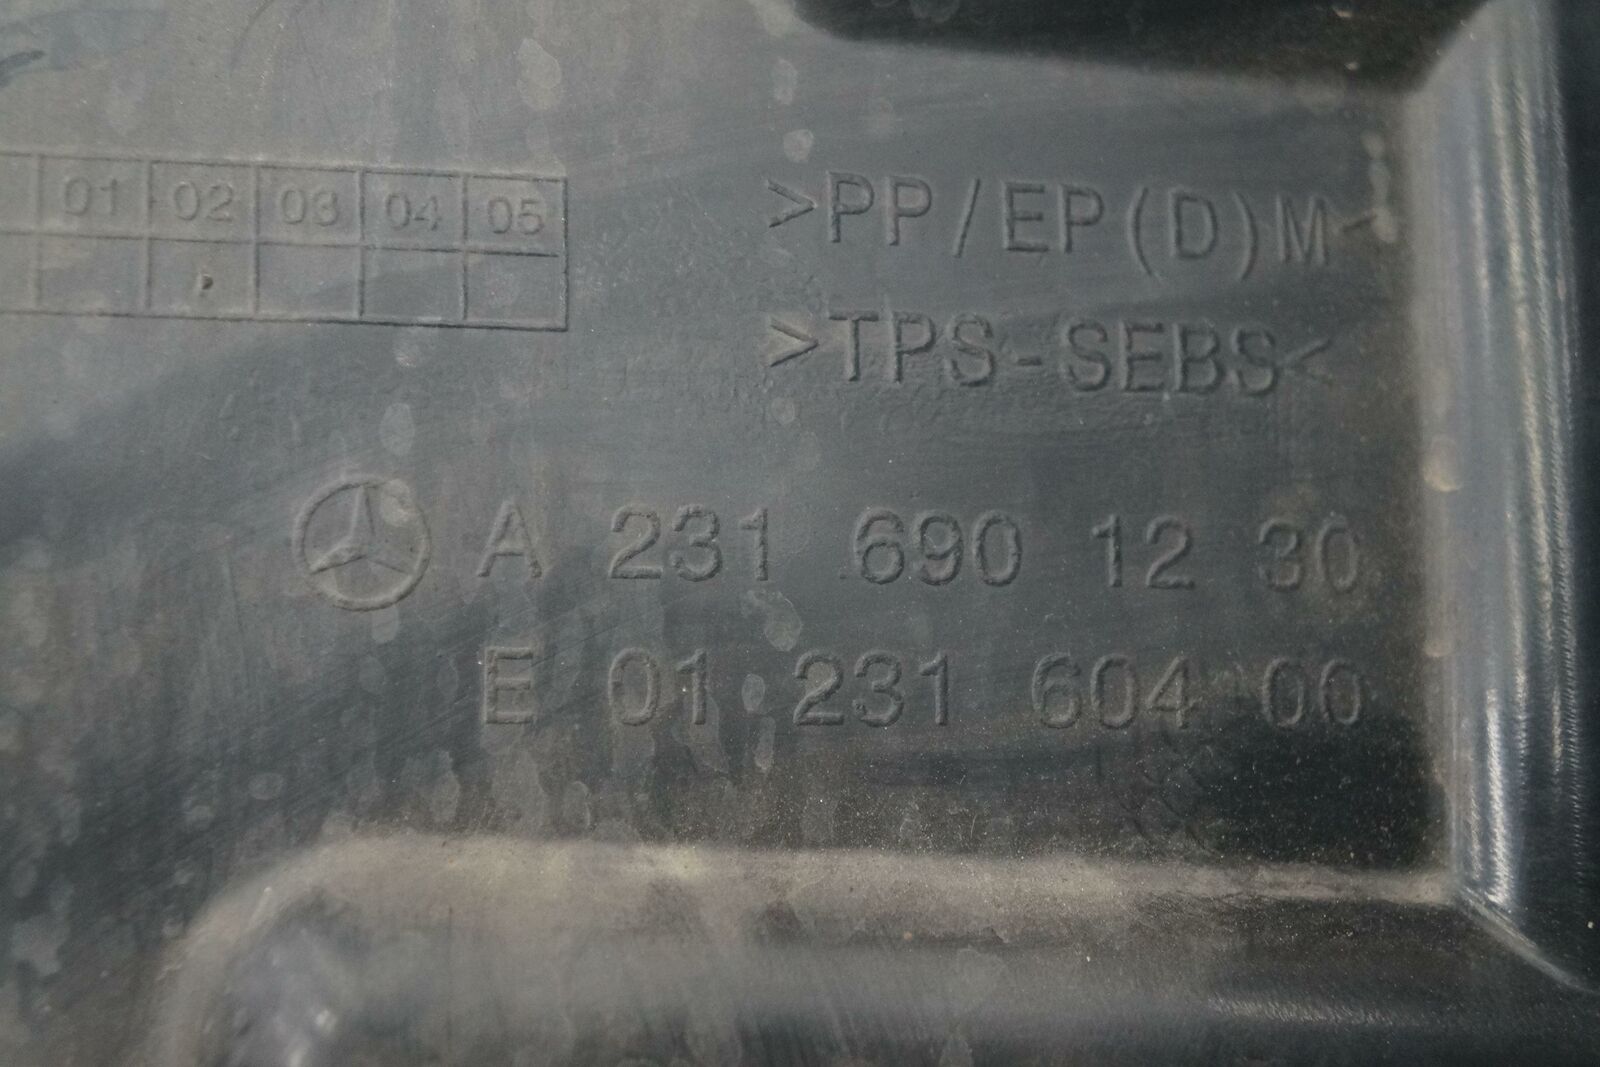 01 02 03 04 05
>PP/EP(D)M<
>TPS-SEBS<
A 231 690 12 30
E 01 231 604 00